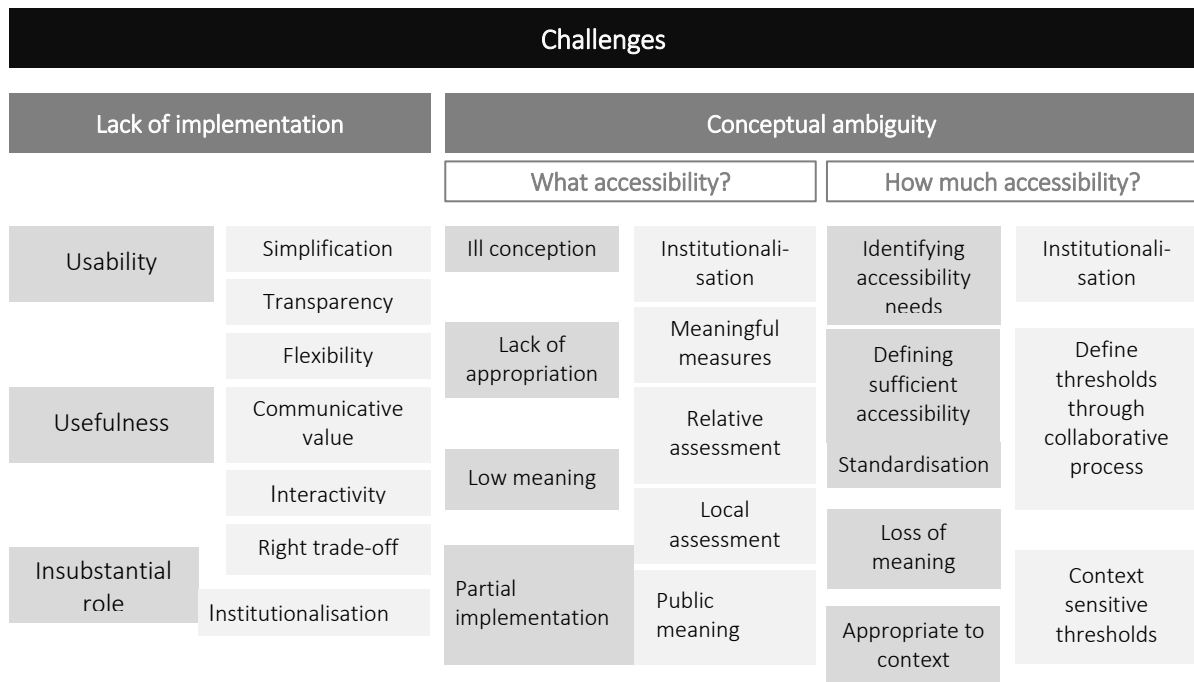 Challenges
Lack of implementation
Conceptual ambiguity
What accessibility?
How much accessibility?
Usability
Usefulness
Insubstantial
role
Simplification
Transparency
Flexibility
Communicative
value
Interactivity
Right trade-off
Institutionalisation
Ill conception
Lack of
appropriation
Low meaning
Partial
implementation
Institutionali-
sation
Meaningful
measures
Relative
assessment
Local
assessment
Public
meaning
Identifying
accessibility
needs
Defining
sufficient
accessibility
Standardisation
Loss of
meaning
Appropriate to
context
Institutionali-
sation
Define
thresholds
through
collaborative
process
Context
sensitive
thresholds